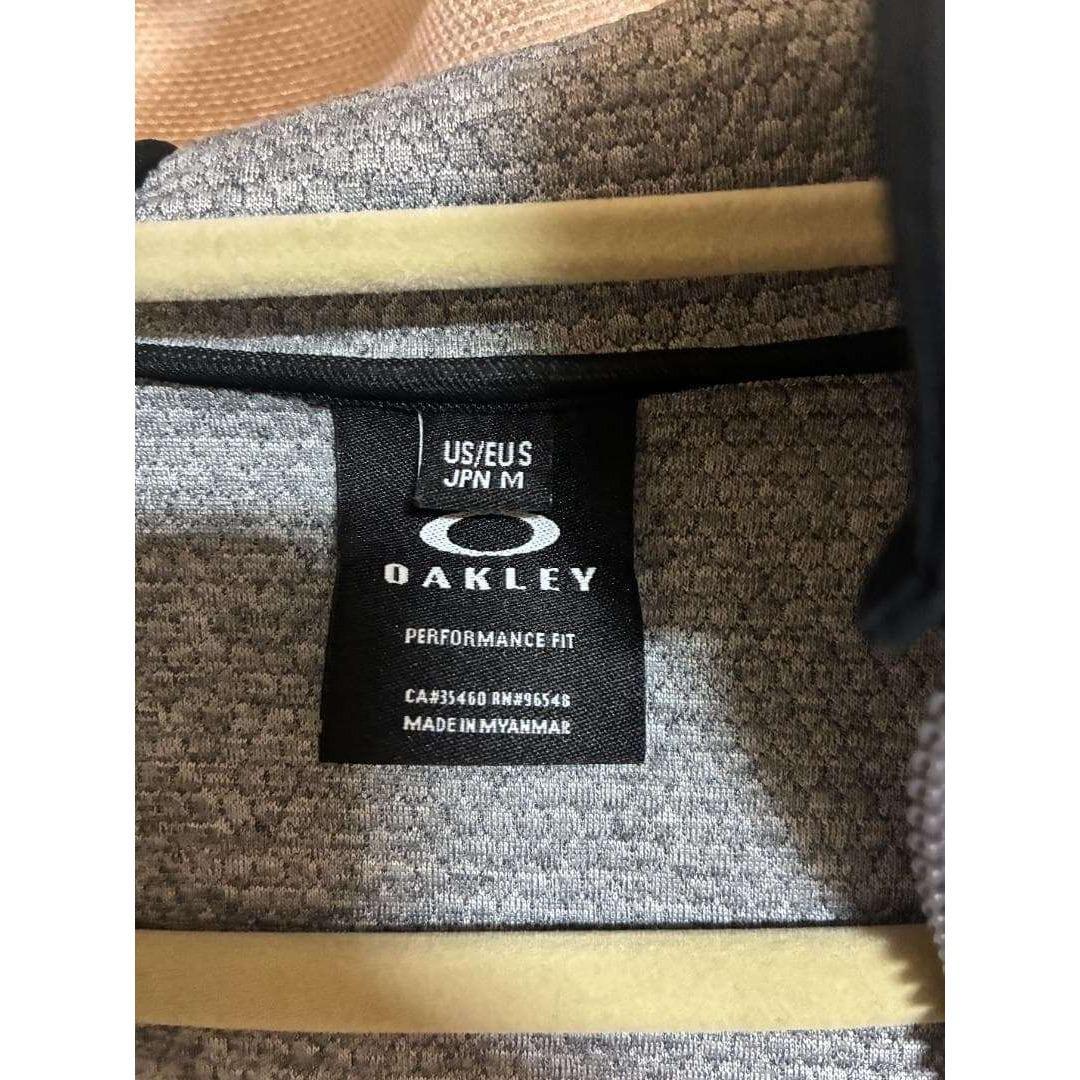 US/EU S
JPN M
OAKLEY
PERFORMANCE FIT
CA#35460 RN#96548
MADE IN MYANMAR